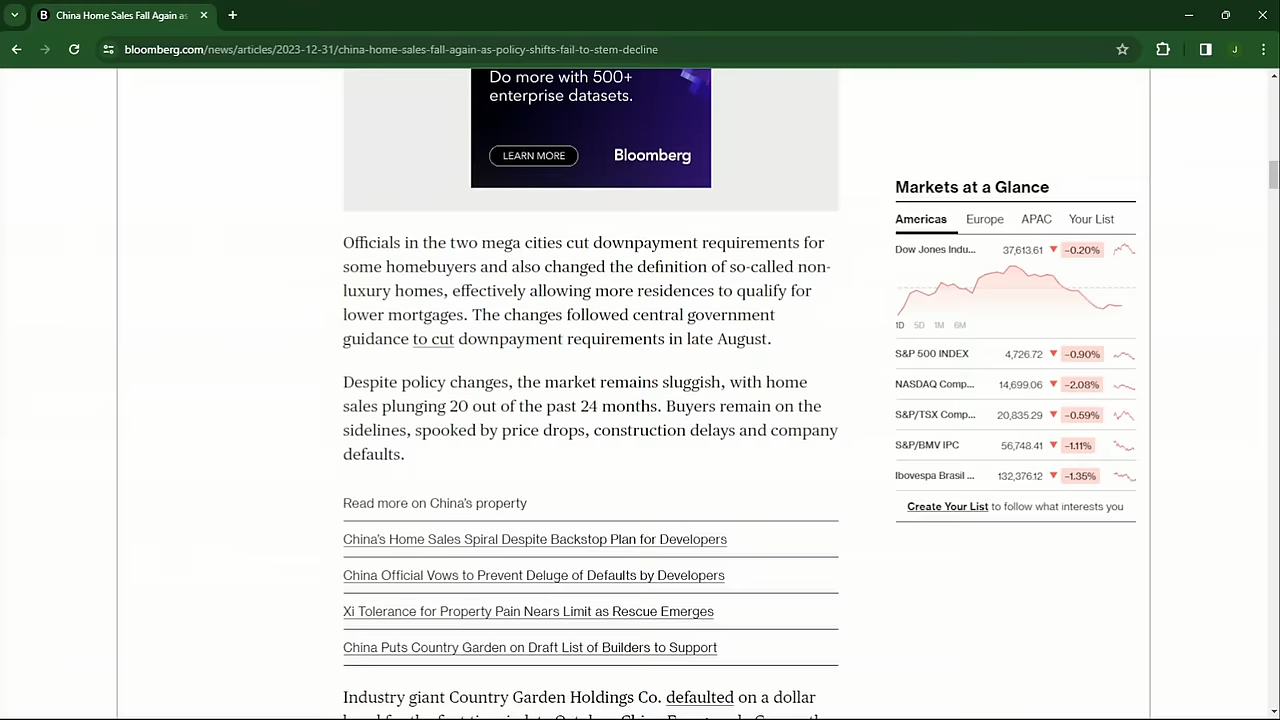 China Home Sales Fall Again as
bloomberg.com/news/articles/2023-12-31/china-home-sales-fall-again-as-policy-shifts-fail-to-stem-decline
J
Do more with 500+
enterprise datasets.
LEARN MORE
Bloomberg
Officials in the two mega cities cut downpayment requirements for
some homebuyers and also changed the definition of so-called non-
luxury homes, effectively allowing more residences to qualify for
lower mortgages. The changes followed central government
guidance to cut downpayment requirements in late August.
Despite policy changes, the market remains sluggish, with home
sales plunging 20 out of the past 24 months. Buyers remain on the
sidelines, spooked by price drops, construction delays and company
defaults.
Read more on China's property
China's Home Sales Spiral Despite Backstop Plan for Developers
China Official Vows to Prevent Deluge of Defaults by Developers
Xi Tolerance for Property Pain Nears Limit as Rescue Emerges
China Puts Country Garden on Draft List of Builders to Support
Industry giant Country Garden Holdings Co. defaulted on a dollar
Markets at a Glance
Americas Europe APAC Your List
Dow Jones Indu... 37,613.61 ▼ -0.20%
1D 5D 1M 6M
S&P 500 INDEX 4,726.72 ▼ -0.90%
NASDAQ Comp... 14,699.06 ▼ -2.08%
S&P/TSX Comp... 20,835.29 ▼ -0.59%
S&P/BMV IPC 56,748.41 ▼ -1.11%
Ibovespa Brasil ... 132,376.12 ▼ -1.35%
Create Your List to follow what interests you